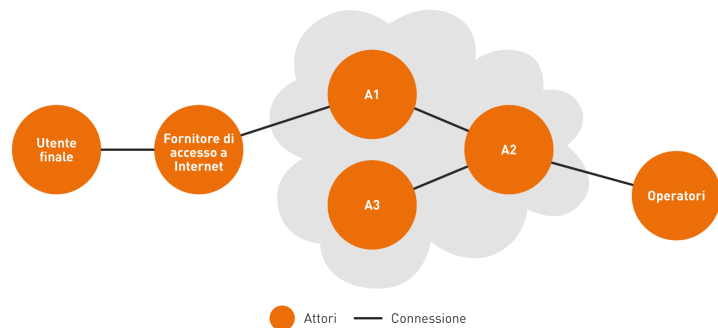 Utente
finale
Fornitore di
accesso a
Internet
A1
A2
A3
Operatori
Attori
Connessione